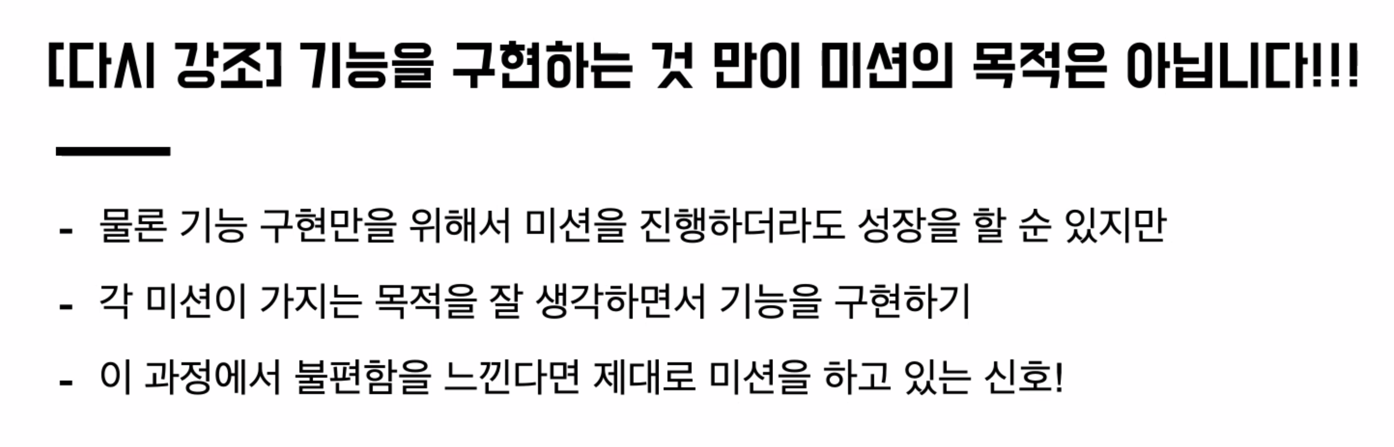 [다시 강조] 기능을 구현하는 것 만이 미션의 목적은 아닙니다!!!
- 물론 기능 구현만을 위해서 미션을 진행하더라도 성장을 할 순 있지만
- 각 미션이 가지는 목적을 잘 생각하면서 기능을 구현하기
- 이 과정에서 불편함을 느낀다면 제대로 미션을 하고 있는 신호!